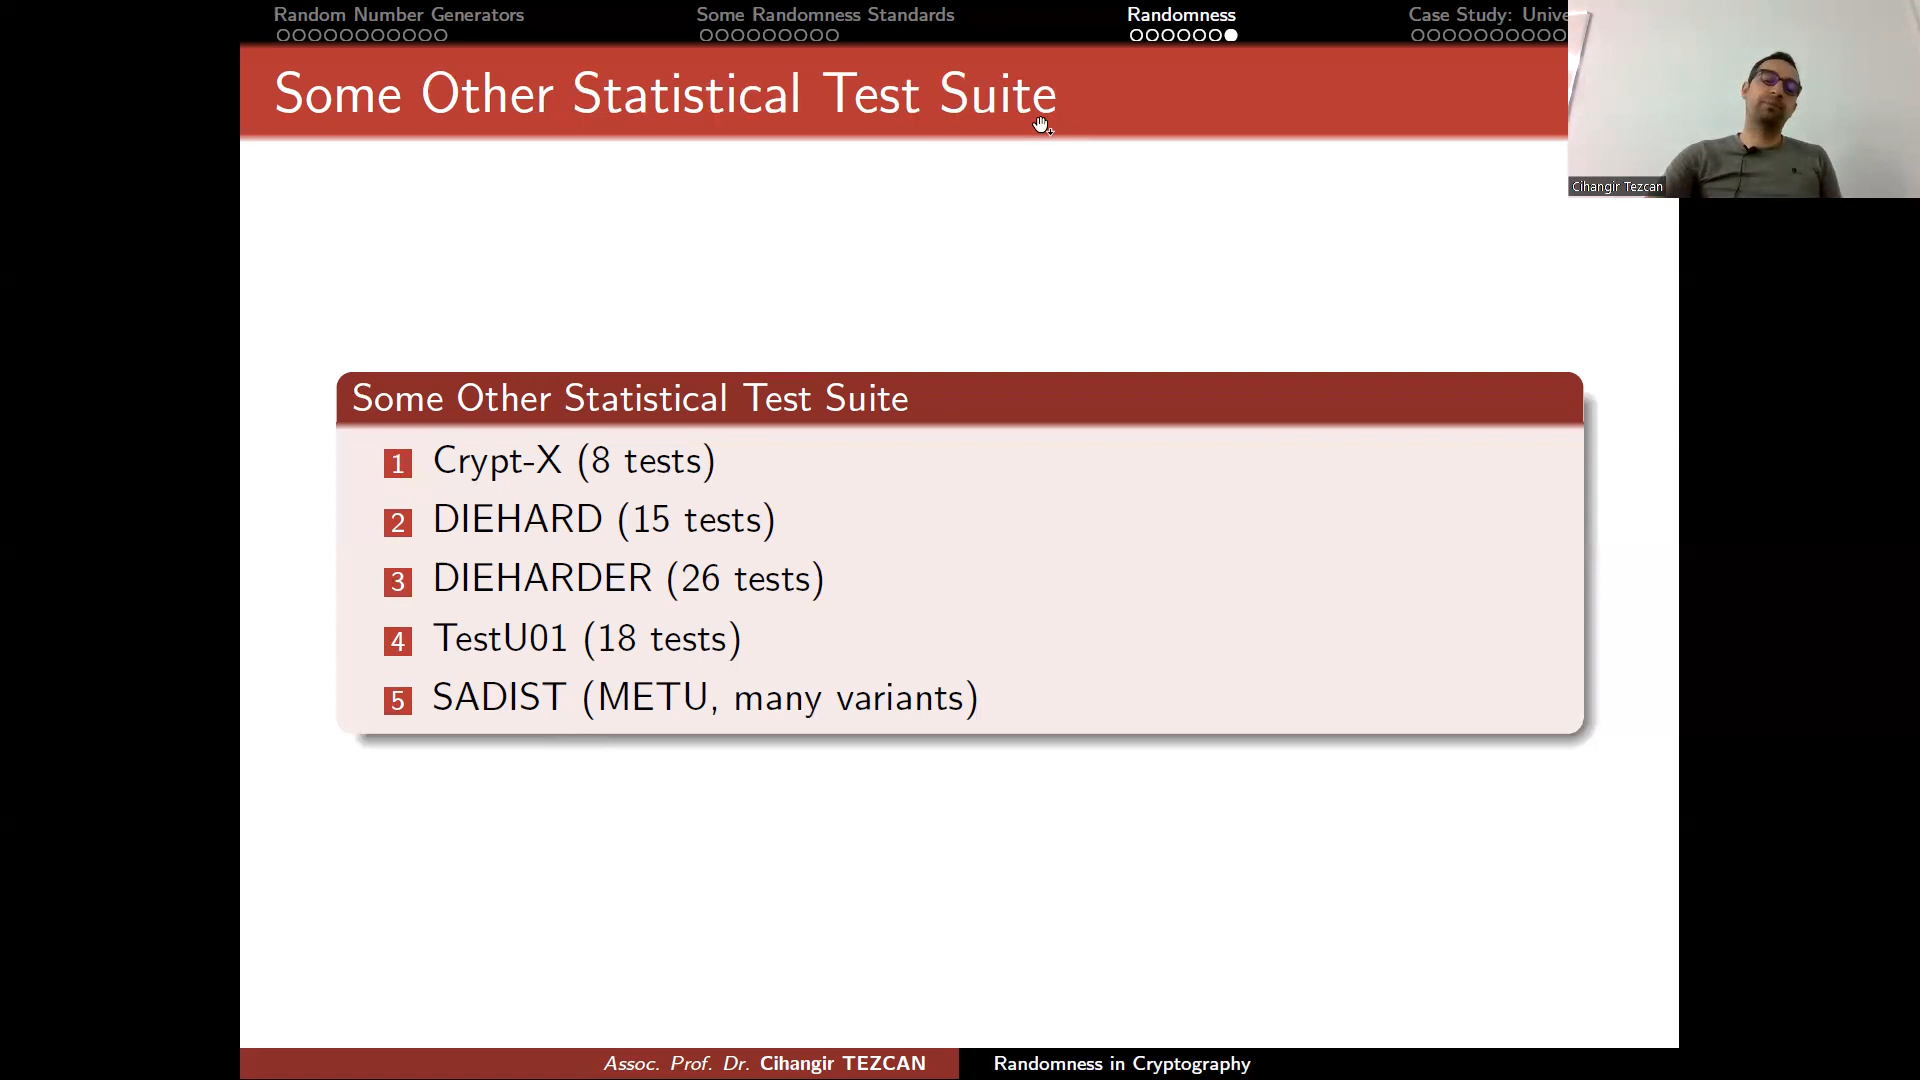 Random Number Generators
Some Randomness Standards
Randomness
Case Study: Unive
Some Other Statistical Test Suite
Cihangir Tezcan
Some Other Statistical Test Suite
1 Crypt-X (8 tests)
2 DIEHARD (15 tests)
3 DIEHARDER (26 tests)
4 TestU01 (18 tests)
5 SADIST (METU, many variants)
Assoc. Prof. Dr. Cihangir TEZCAN
Randomness in Cryptography